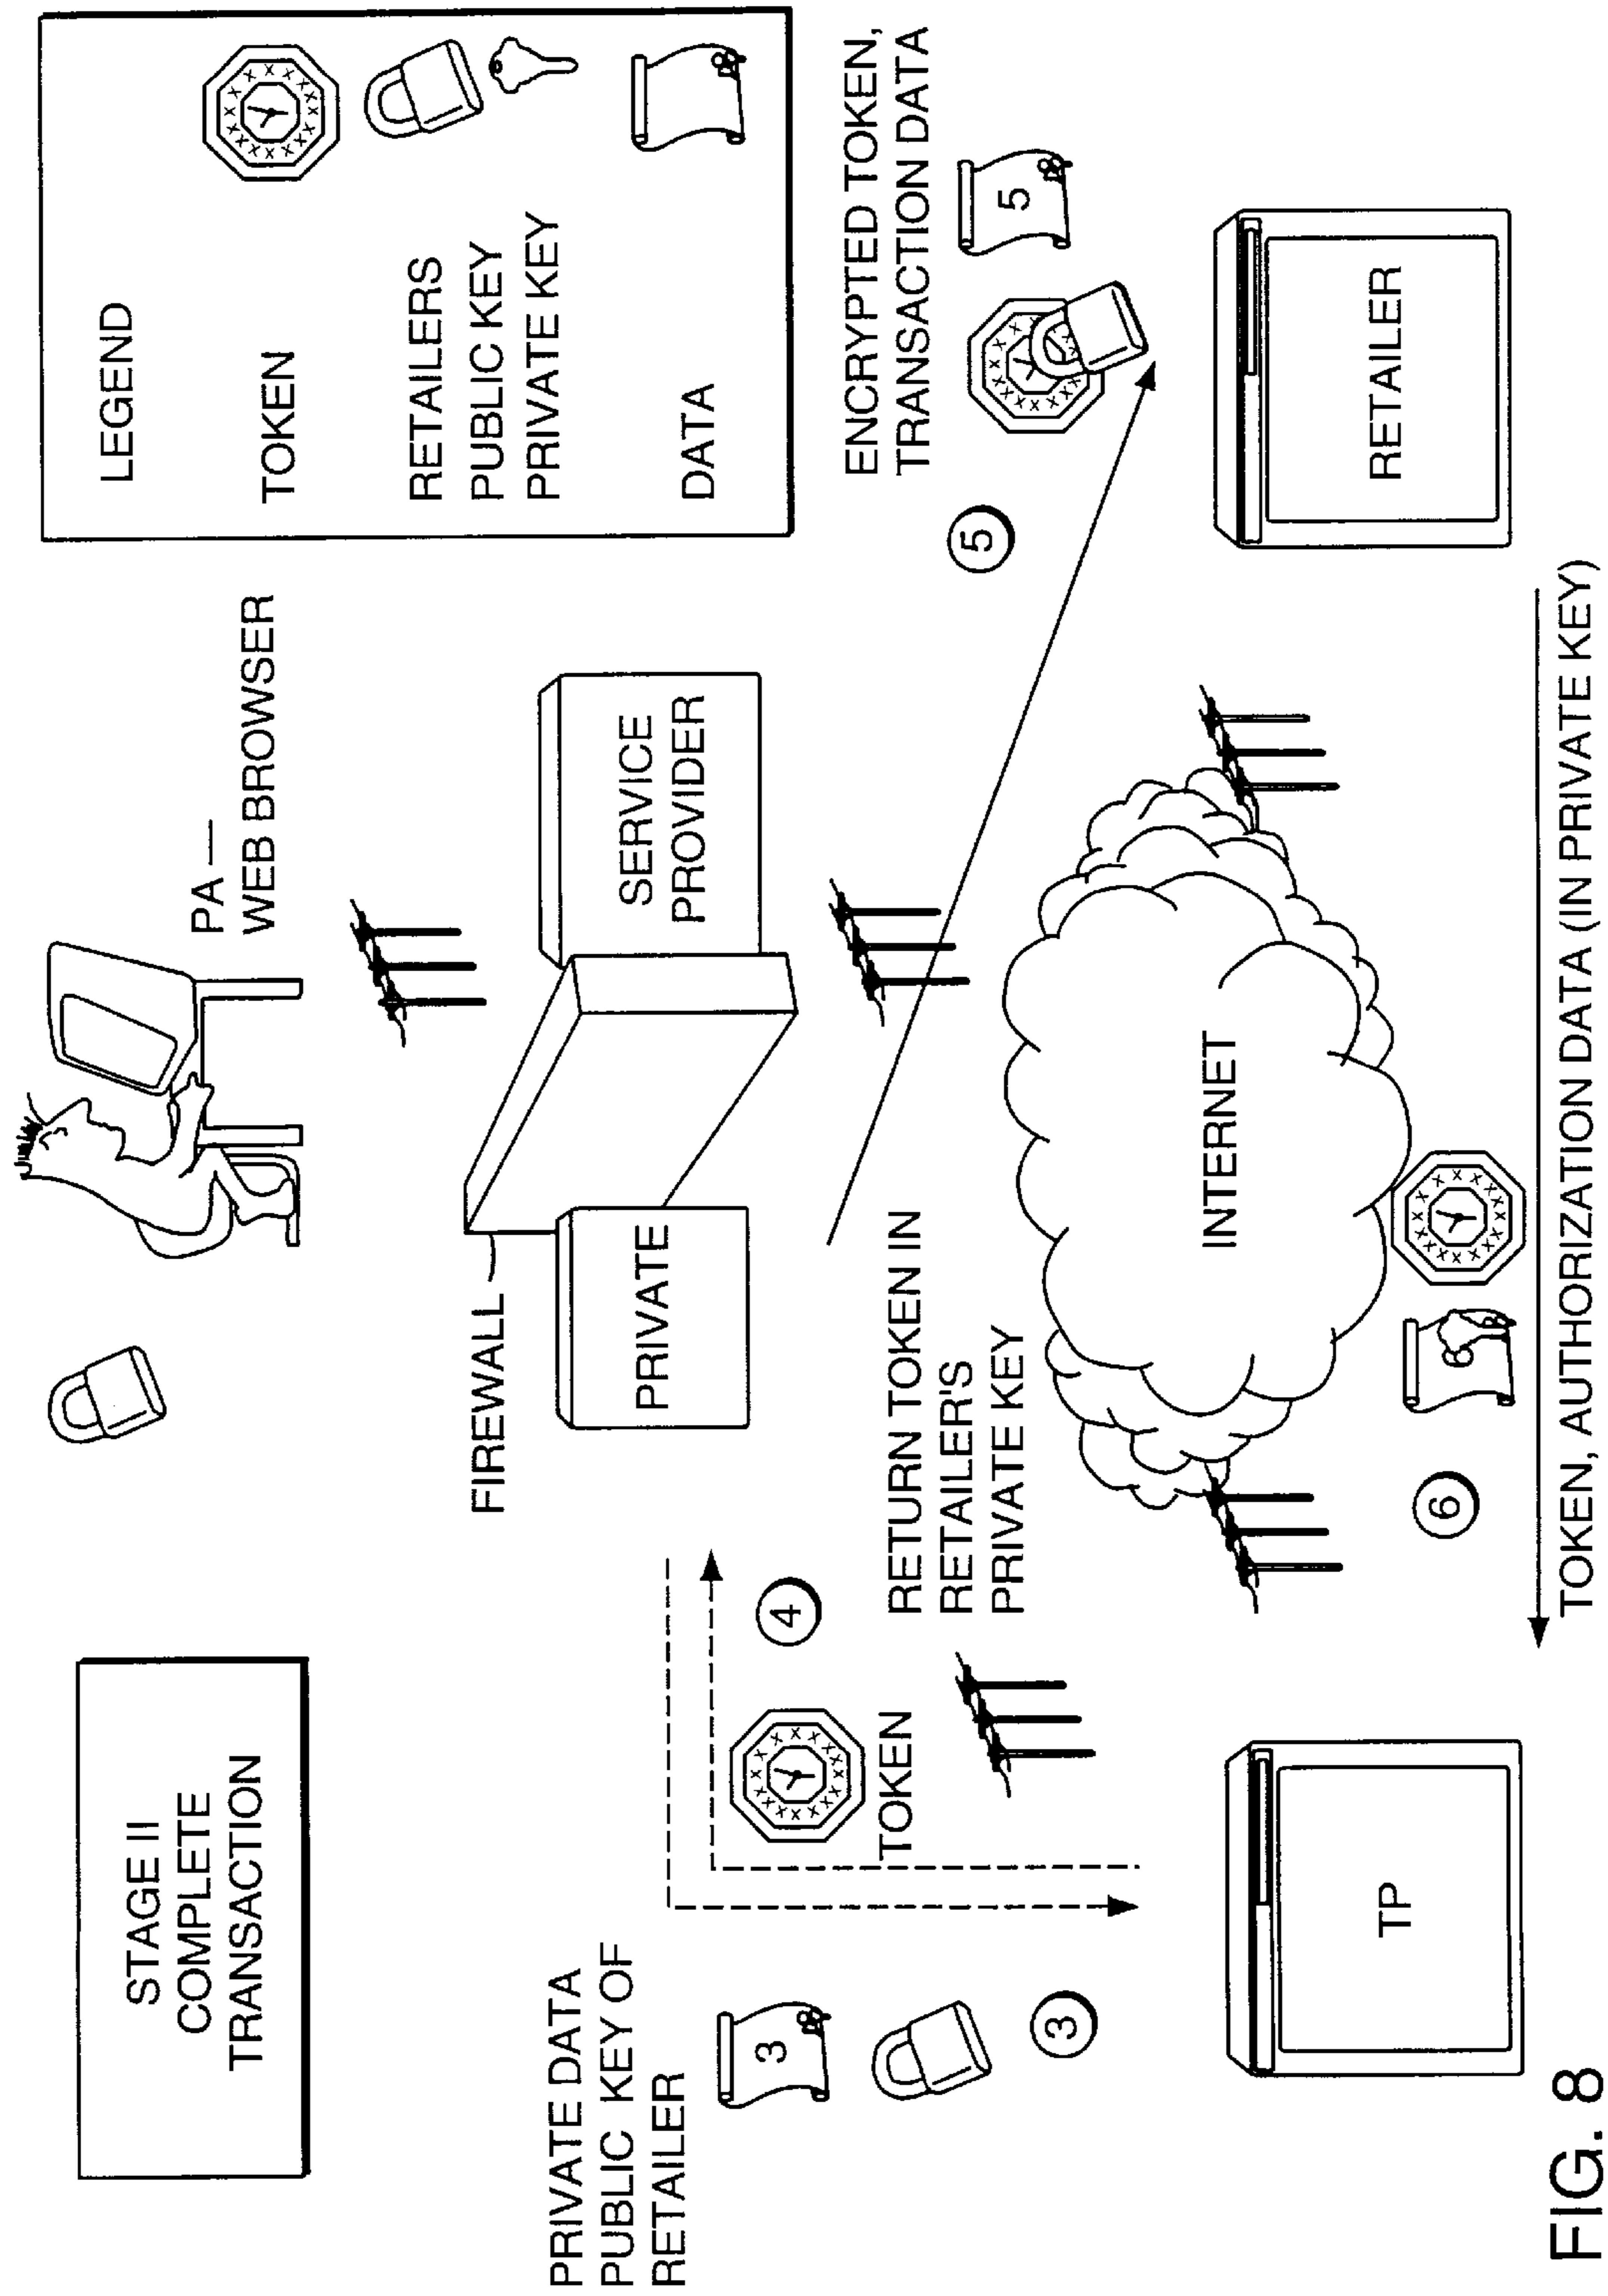 STAGE II
COMPLETE
TRANSACTION
PA —
WEB BROWSER
LEGEND
TOKEN
RETAILERS
PUBLIC KEY
PRIVATE KEY
DATA
FIREWALL
PRIVATE
SERVICE
PROVIDER
PRIVATE DATA
PUBLIC KEY OF
RETAILER
3
3
4
TOKEN
RETURN TOKEN IN
RETAILER'S
PRIVATE KEY
5
ENCRYPTED TOKEN,
TRANSACTION DATA
5
INTERNET
TP
RETAILER
6
6
TOKEN, AUTHORIZATION DATA (IN PRIVATE KEY)
FIG. 8